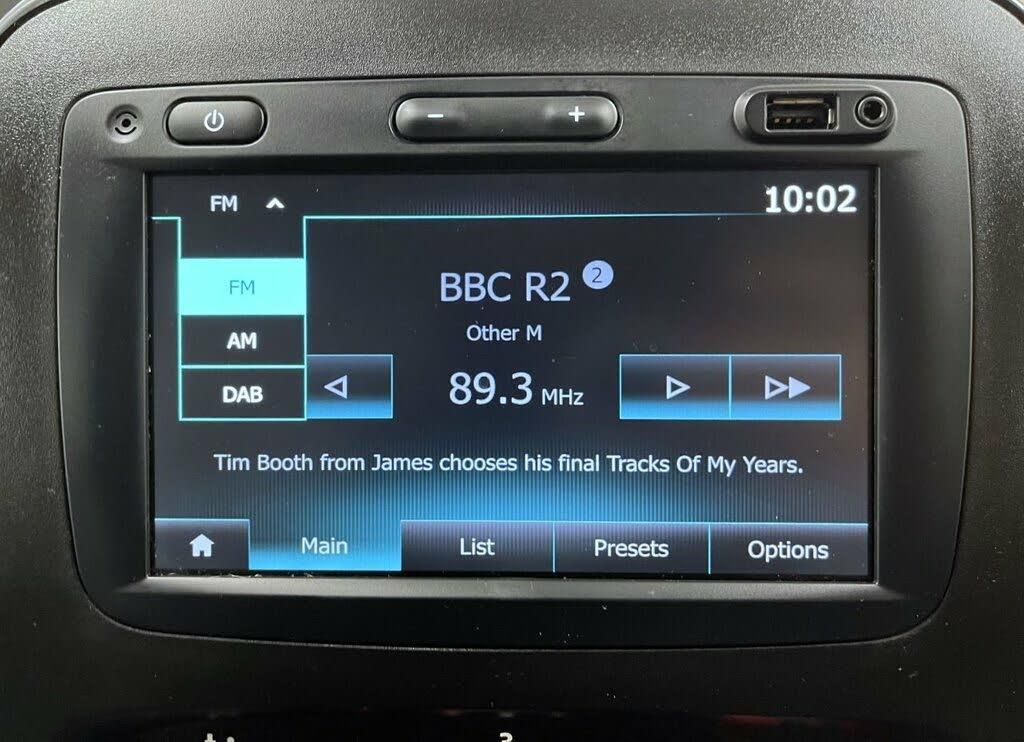 FM
10:02
FM
AM
DAB
BBC R2 2
Other M
89.3 MHz
Tim Booth from James chooses his final Tracks Of My Years.
Main
List
Presets
Options